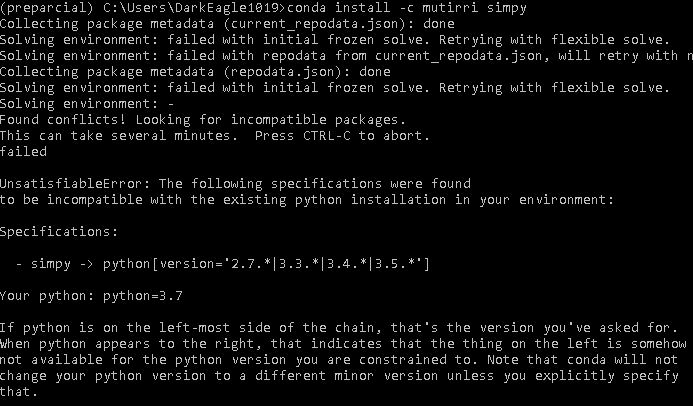 (preparcial) C:\Users\DarkEagle1019>conda install -c mutirri simpy
Collecting package metadata (current_repodata.json): done
Solving environment: failed with initial frozen solve. Retrying with flexible solve.
Solving environment: failed with repodata from current_repodata.json, will retry with
Collecting package metadata (repodata.json): done
Solving environment: failed with initial frozen solve. Retrying with flexible solve.
Solving environment: -
Found conflicts! Looking for incompatible packages.
This can take several minutes.  Press CTRL-C to abort.
failed
UnsatisfiableError: The following specifications were found
to be incompatible with the existing python installation in your environment:
Specifications:
  - simpy -> python[version='2.7.*|3.3.*|3.4.*|3.5.*']
Your python: python=3.7
If python is on the left-most side of the chain, that's the version you've asked for.
When python appears to the right, that indicates that the thing on the left is somehow
not available for the python version you are constrained to. Note that conda will not
change your python version to a different minor version unless you explicitly specify
that.